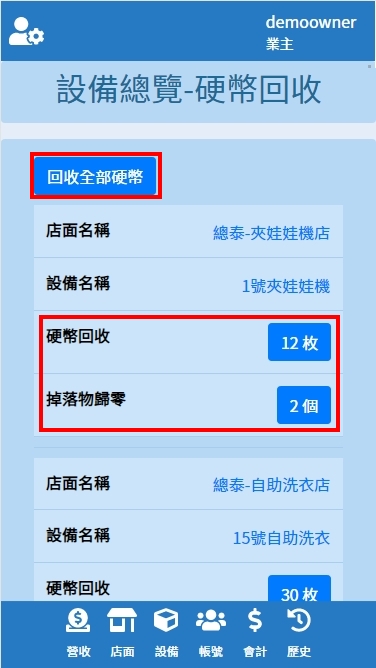 demoowner
業主
設備總覽-硬幣回收
回收全部硬幣
店面名稱 總泰-夾娃娃機店
設備名稱 1號夾娃娃機
硬幣回收 12 枚
掉落物歸零 2 個
店面名稱 總泰-自助洗衣店
設備名稱 15號自助洗衣
硬幣回收 30 枚
營收 店面 設備 帳號 會計 歷史